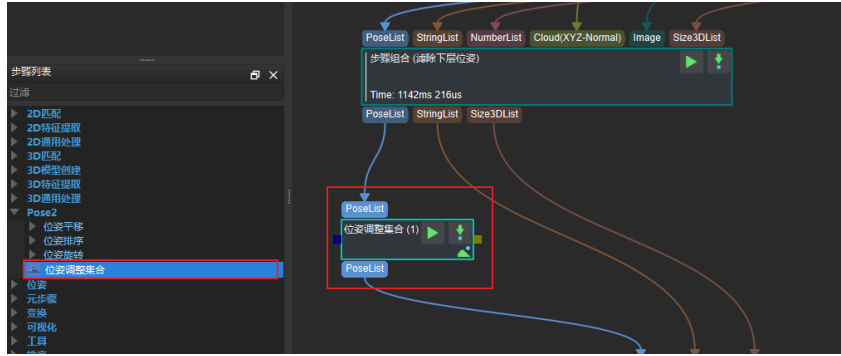 PoseList StringList NumberList Cloud(XYZ-Normal) Image Size3DList
步骤组合 (滤除下层位姿)
Time: 1142ms 216us
PoseList StringList Size3DList
步骤列表
过滤
2D匹配
2D特征提取
2D通用处理
3D匹配
3D模型创建
3D特征提取
3D通用处理
Pose2
位姿平移
位姿排序
位姿旋转
位姿调整集合
位姿
元步骤
变换
可视化
工具
排序
PoseList
位姿调整集合 (1)
PoseList